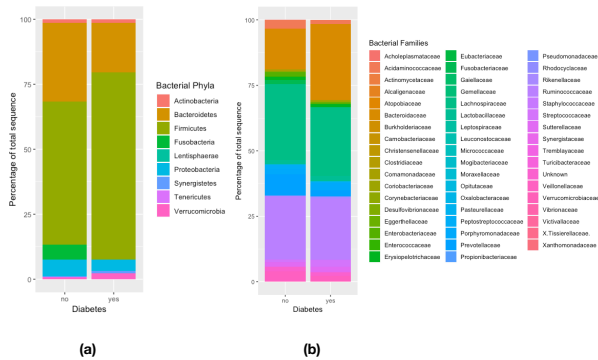 100
75
50
25
0
Percentage of total sequence
no
yes
Diabetes
Bacterial Phyla
Actinobacteria
Bacteroidetes
Firmicutes
Fusobacteria
Lentisphaerae
Proteobacteria
Synergistetes
Tenericutes
Verrucomicrobia
(a)
100
75
50
25
0
Percentage of total sequence
no
yes
Diabetes
Bacterial Families
Acholeplasmataceae
Acidaminococcaceae
Actinomycetaceae
Alcaligenaceae
Atopobiaceae
Bacteroidaceae
Burkholderiaceae
Carnobacteriaceae
Christensenellaceae
Clostridiaceae
Comamonadaceae
Coriobacteriaceae
Corynebacteriaceae
Desulfovibrionaceae
Eggerthellaceae
Enterobacteriaceae
Enterococcaceae
Erysipelotrichaceae
Eubacteriaceae
Fusobacteriaceae
Gaiellaceae
Gemellaceae
Lachnospiraceae
Lactobacillaceae
Leptospiraceae
Leuconostocaceae
Micrococcaceae
Mogibacteriaceae
Moraxellaceae
Opitutaceae
Oxalobacteraceae
Pasteurellaceae
Peptostreptococcaceae
Porphyromonadaceae
Prevotellaceae
Propionibacteriaceae
Pseudomonadaceae
Rhodocyclaceae
Rikenellaceae
Ruminococcaceae
Staphylococcaceae
Streptococcaceae
Sutterellaceae
Synergistaceae
Tremblayaceae
Turicibacteraceae
Unknown
Veillonellaceae
Verrucomicrobiaceae
Vibrionaceae
Victivallaceae
X.Tissierellaceae.
Xanthomonadaceae
(b)